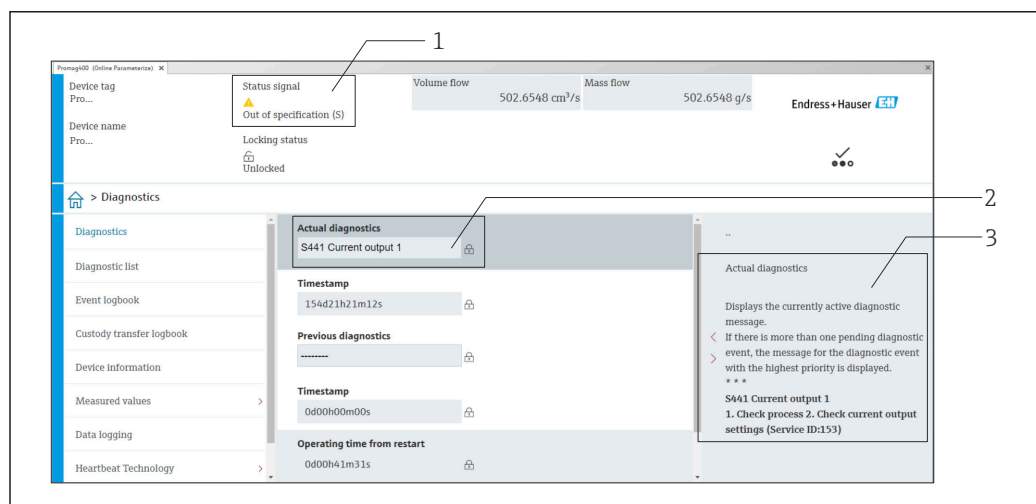 1
Promag400 (Online Parameterize) X
X
Device tag
Pro...
Device name
Pro...
Status signal
Out of specification (S)
Locking status
Unlocked
Volume flow
502.6548 cm³/s
Mass flow
502.6548 g/s
Endress+Hauser EH
> Diagnostics
2
3
Diagnostics
Diagnostic list
Event logbook
Custody transfer logbook
Device information
Measured values >
Data logging
Heartbeat Technology >
Actual diagnostics
S441 Current output 1
Timestamp
154d21h21m12s
Previous diagnostics
--------
Timestamp
0d00h00m00s
Operating time from restart
0d00h41m31s
..
Actual diagnostics
Displays the currently active diagnostic
message.
If there is more than one pending diagnostic
event, the message for the diagnostic event
with the highest priority is displayed.
* * *
S441 Current output 1
1. Check process 2. Check current output
settings (Service ID:153)